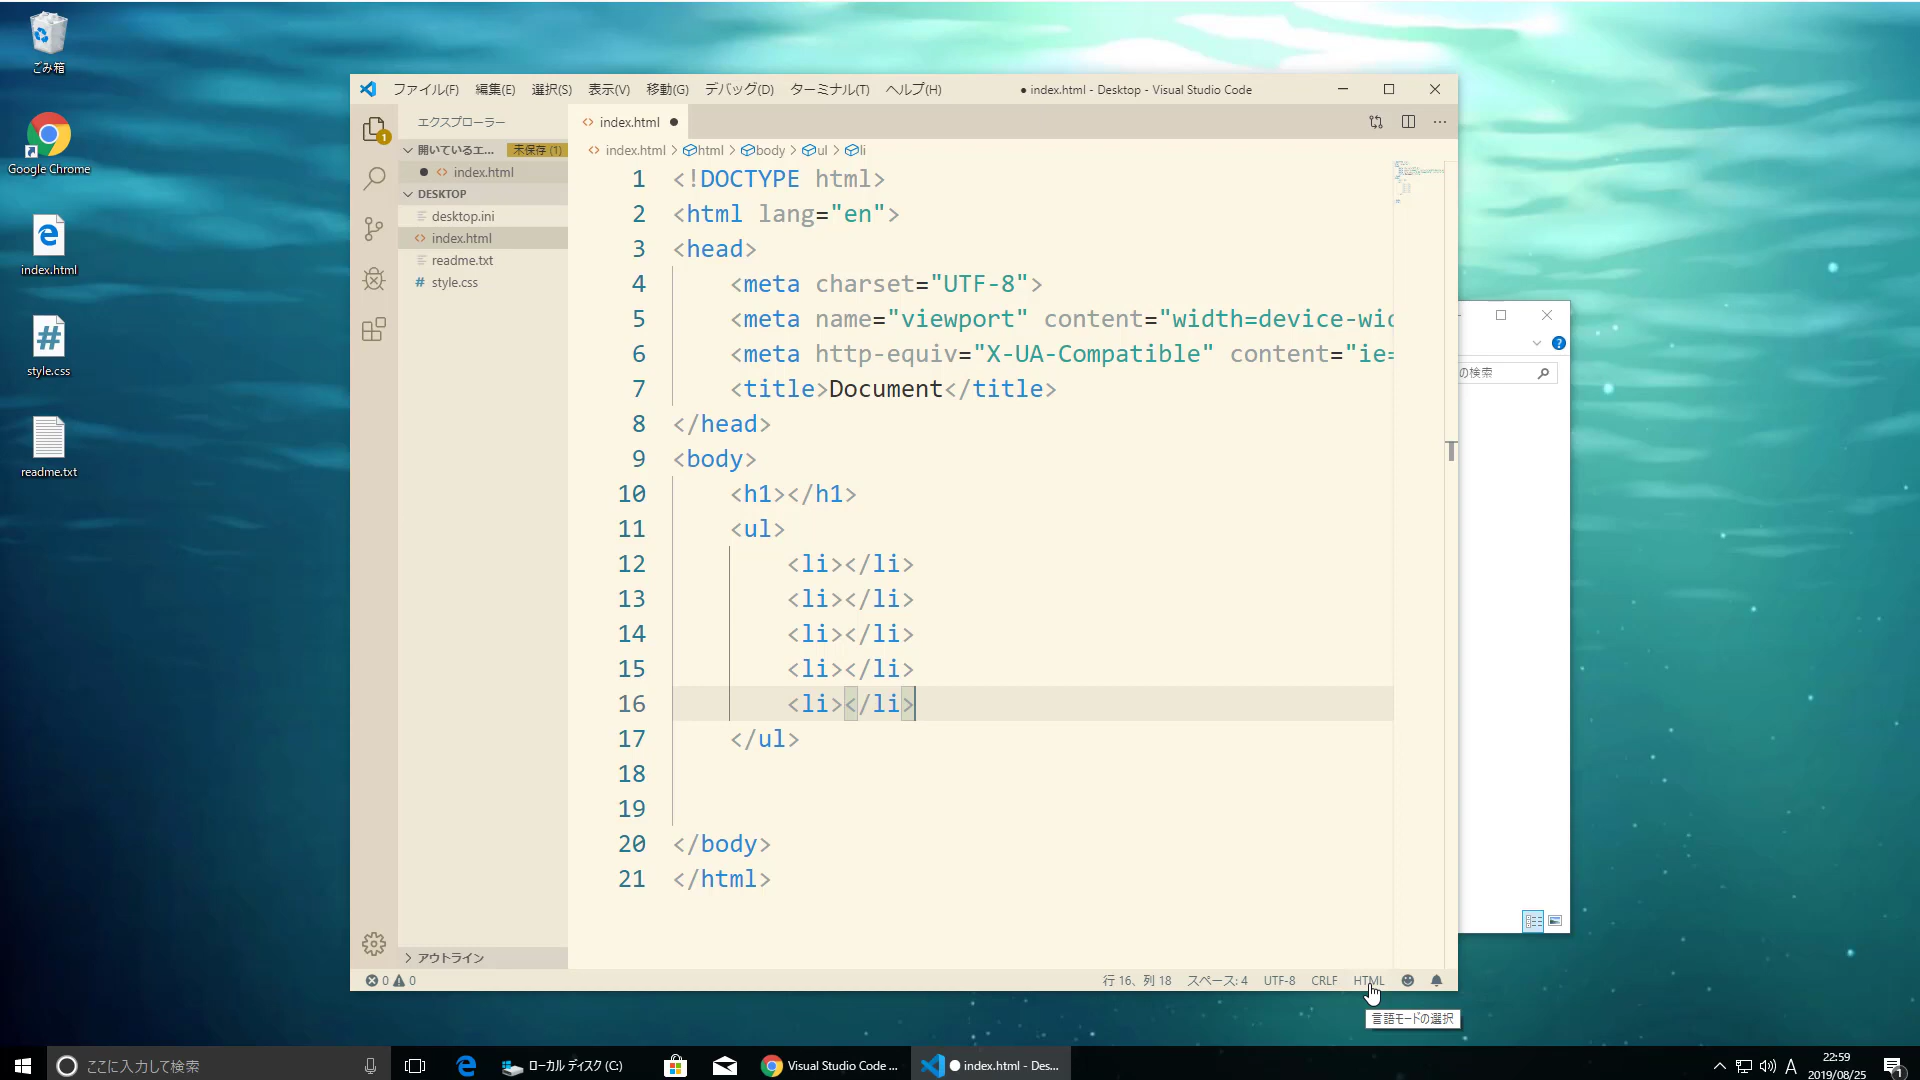 ごみ箱
Google Chrome
index.html
style.css
readme.txt
ファイル(F) 編集(E) 選択(S) 表示(V) 移動(G) デバッグ(D) ターミナル(T) ヘルプ(H) ● index.html - Desktop - Visual Studio Code
エクスプローラー
開いているエ... 未保存 (1)
index.html
DESKTOP
desktop.ini
index.html
readme.txt
style.css
アウトライン
index.html
index.html > html > body > ul > li
1 <!DOCTYPE html>
2 <html lang="en">
3 <head>
4 <meta charset="UTF-8">
5 <meta name="viewport" content="width=device-wid
6 <meta http-equiv="X-UA-Compatible" content="ie=
7 <title>Document</title>
8 </head>
9 <body>
10 <h1></h1>
11 <ul>
12 <li></li>
13 <li></li>
14 <li></li>
15 <li></li>
16 <li></li>
17 </ul>
18
19
20 </body>
21 </html>
0 0 行 16、列 18 スペース: 4 UTF-8 CRLF HTML
言語モードの選択
の検索
ここに入力して検索
ローカル ディスク (C:)
Visual Studio Code ...
● index.html - Des...
A
22:59
2019/08/25
1